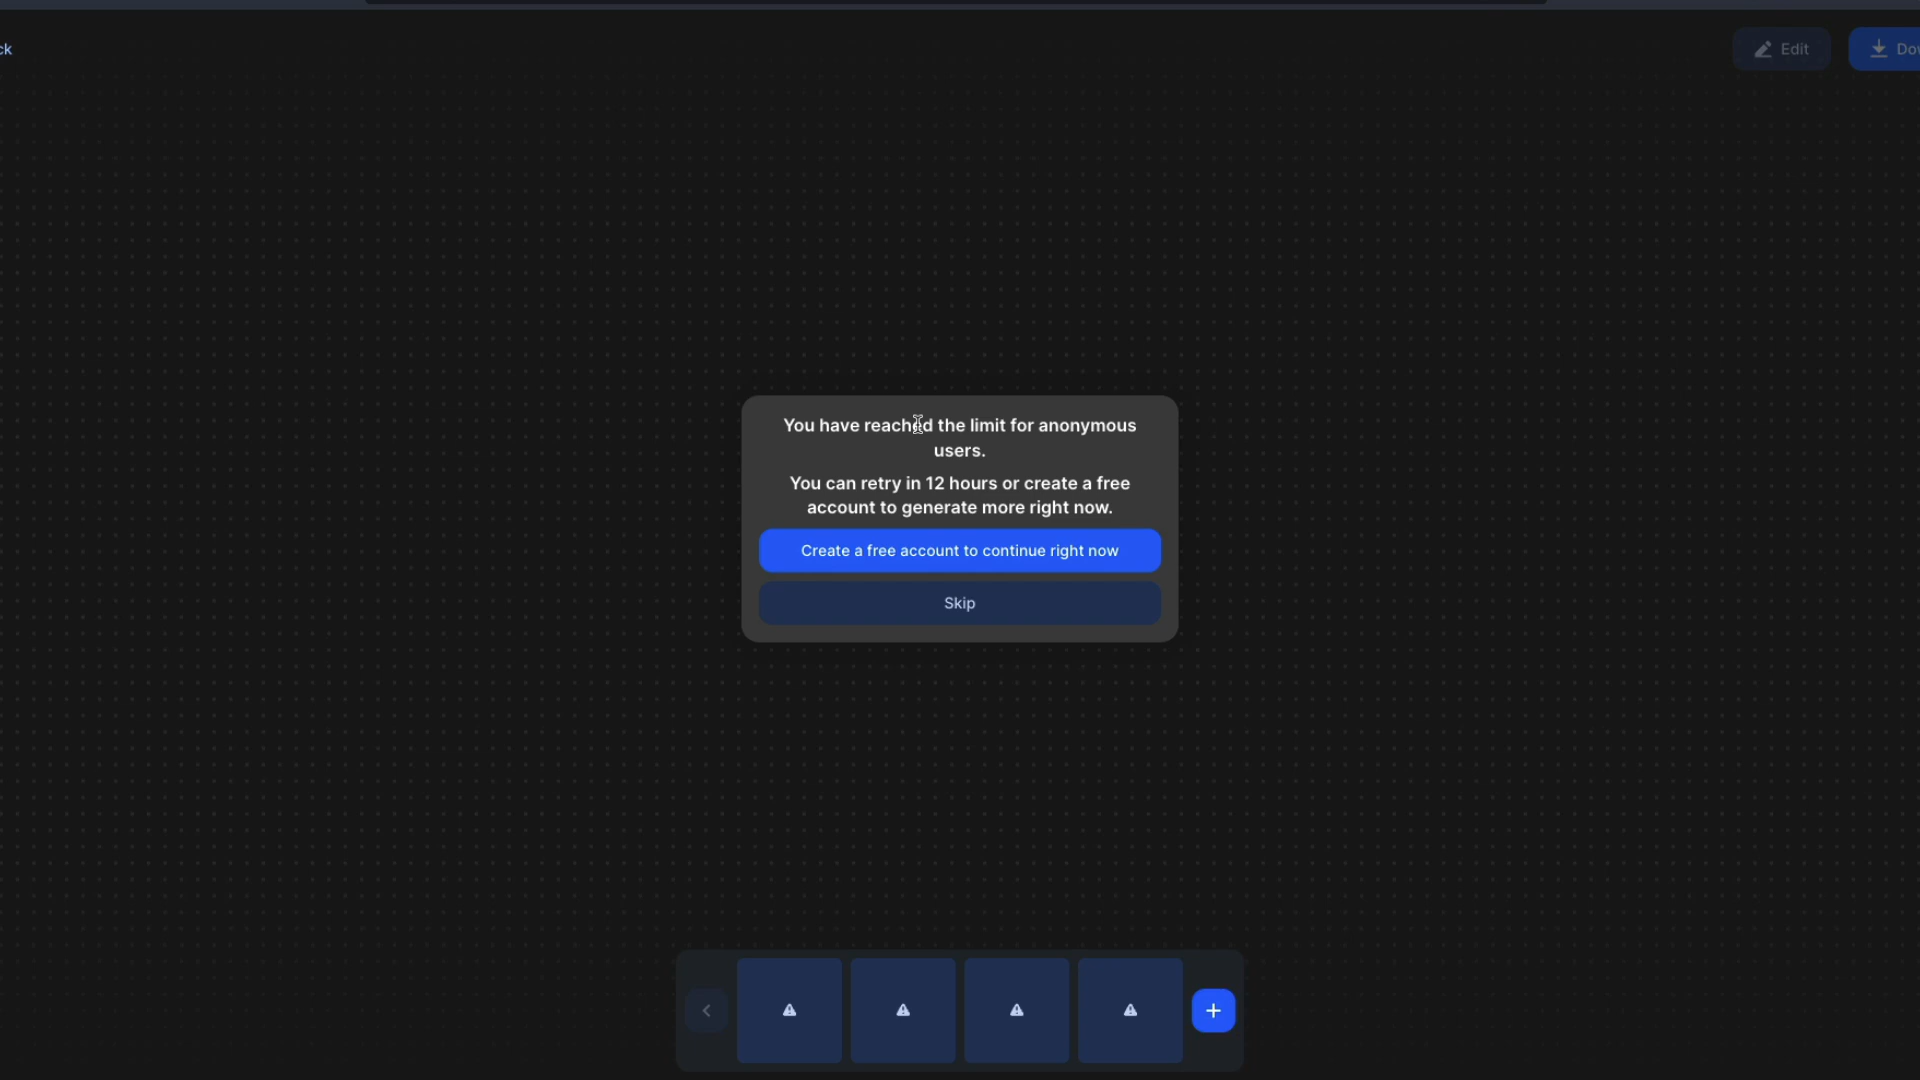 ck
Edit
Dow
You have reached the limit for anonymous
users.
You can retry in 12 hours or create a free
account to generate more right now.
Create a free account to continue right now
Skip